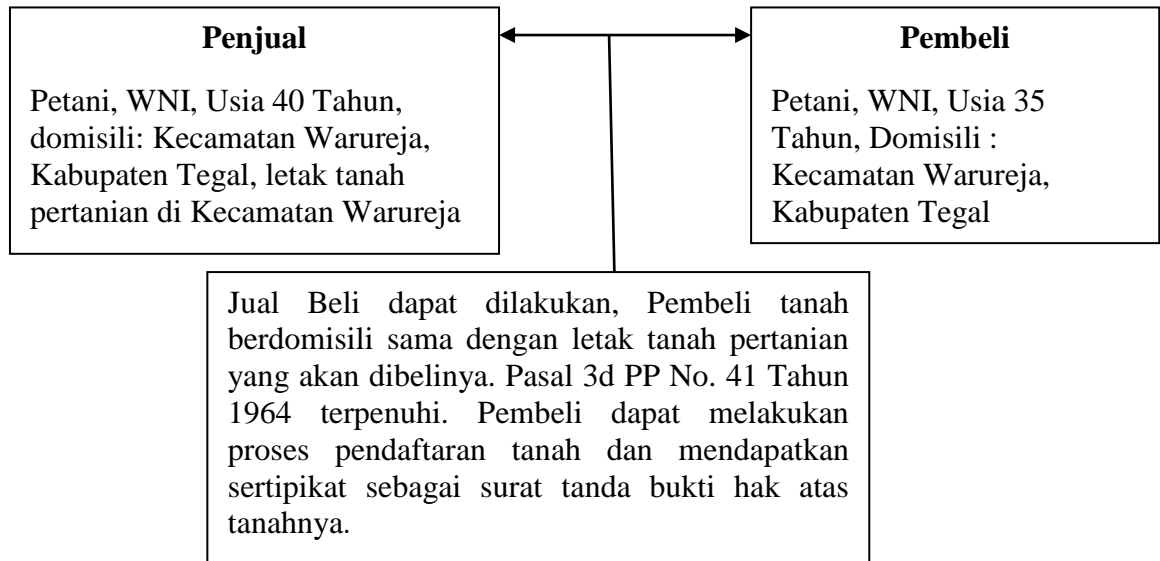 Penjual
Petani, WNI, Usia 40 Tahun,
domisili: Kecamatan Warureja,
Kabupaten Tegal, letak tanah
pertanian di Kecamatan Warureja
Pembeli
Petani, WNI, Usia 35
Tahun, Domisili :
Kecamatan Warureja,
Kabupaten Tegal
Jual Beli dapat dilakukan, Pembeli tanah
berdomisili sama dengan letak tanah pertanian
yang akan dibelinya. Pasal 3d PP No. 41 Tahun
1964 terpenuhi. Pembeli dapat melakukan
proses pendaftaran tanah dan mendapatkan
sertipikat sebagai surat tanda bukti hak atas
tanahnya.